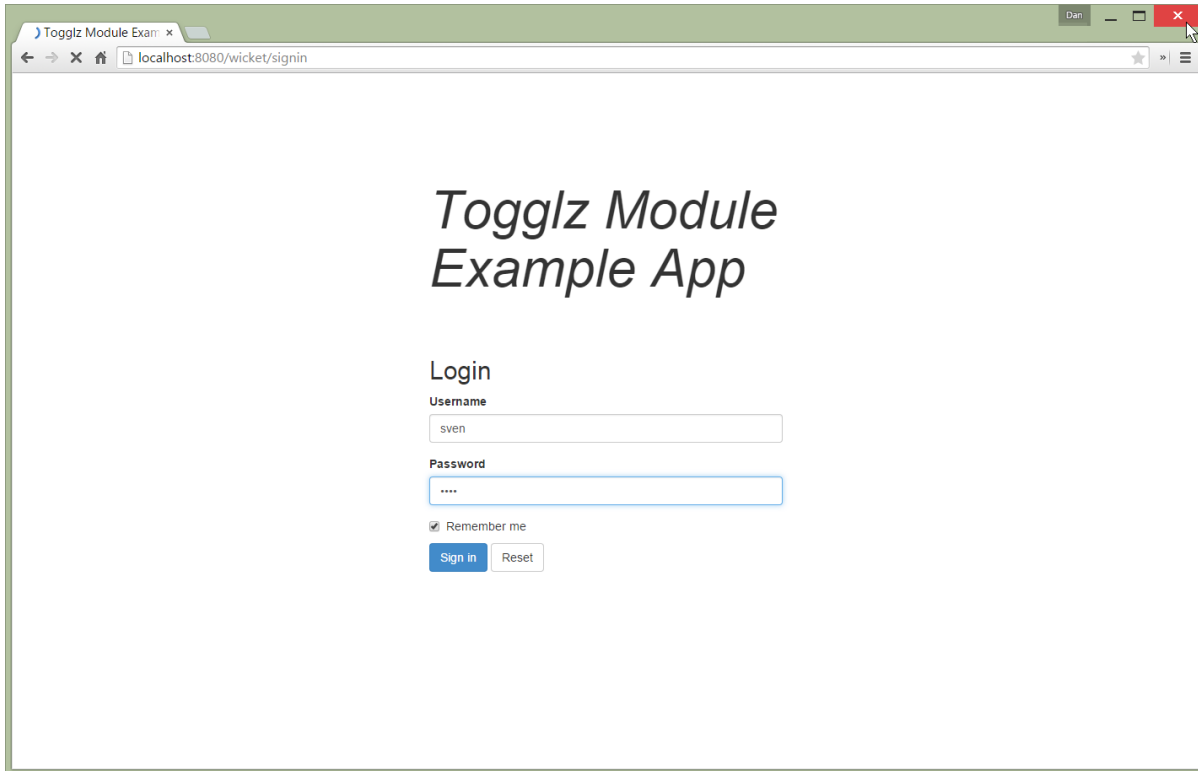 Dan
Togglz Module Exam
localhost:8080/wicket/signin
Togglz Module
Example App
Login
Username
sven
Password
••••
Remember me
Sign in Reset